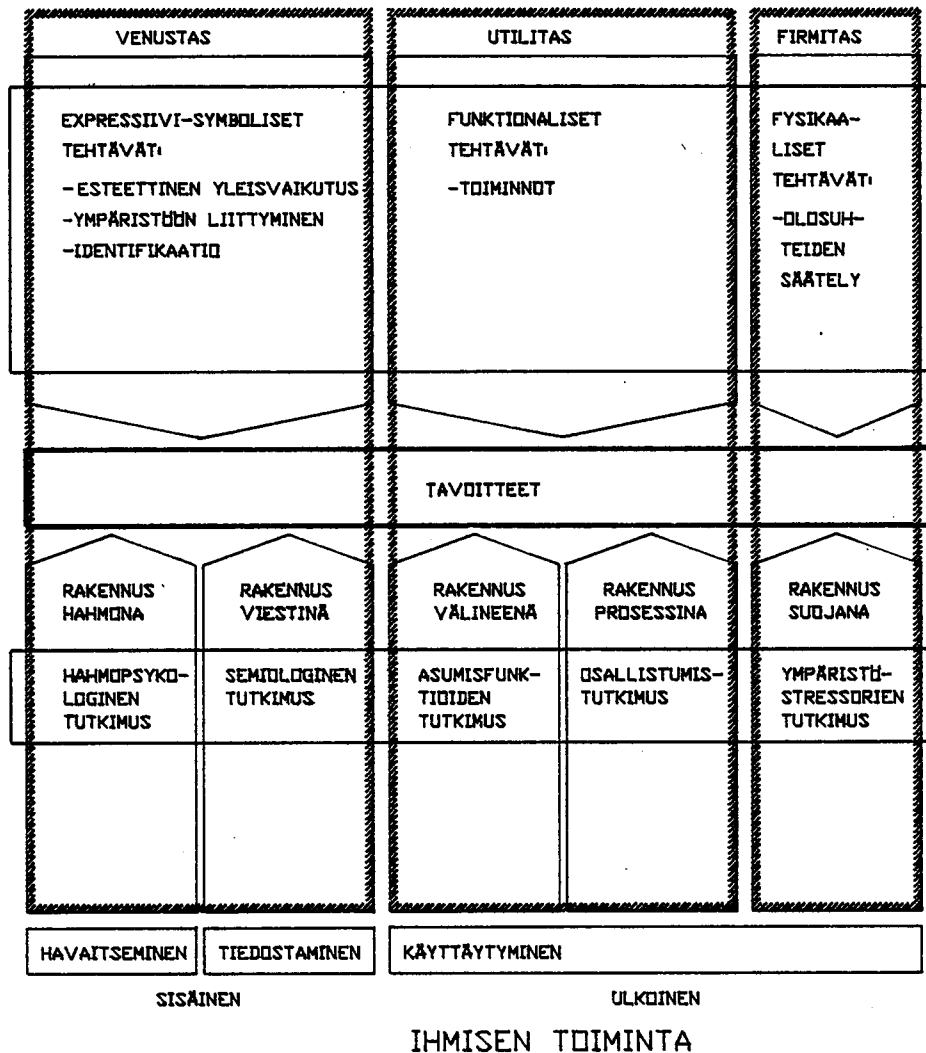 VENUSTAS
UTILITAS
FIRMITAS
EXPRESSIIVI-SYMBOLISET
TEHTÄVÄT:
-ESTEETTINEN YLEISVAIKUTUS
-YMPÄRISTÖÖN LIITTYMINEN
-IDENTIFIKAATIO
FUNKTIONALISET
TEHTÄVÄT:
-TOIMINNOT
FYSIKAA-
LISET
TEHTÄVÄT:
-OLOSUH-
TEIDEN
SÄÄTELY
TAVOITTEET
RAKENNUS
HAHMONA
RAKENNUS
VIESTINÄ
RAKENNUS
VÄLINEENÄ
RAKENNUS
PROSESSINA
RAKENNUS
SUOJANA
HAHMOPSYKO-
LOGINEN
TUTKIMUS
SEMIOLOGINEN
TUTKIMUS
ASUMISFUNK-
TIOIDEN
TUTKIMUS
OSALLISTUMIS-
TUTKIMUS
YMPÄRISTÖ-
STRESSORIEN
TUTKIMUS
HAVAITSEMINEN
TIEDOSTAMINEN
KÄYTTÄYTYMINEN
SISÄINEN
ULKOINEN
IHMISEN TOIMINTA